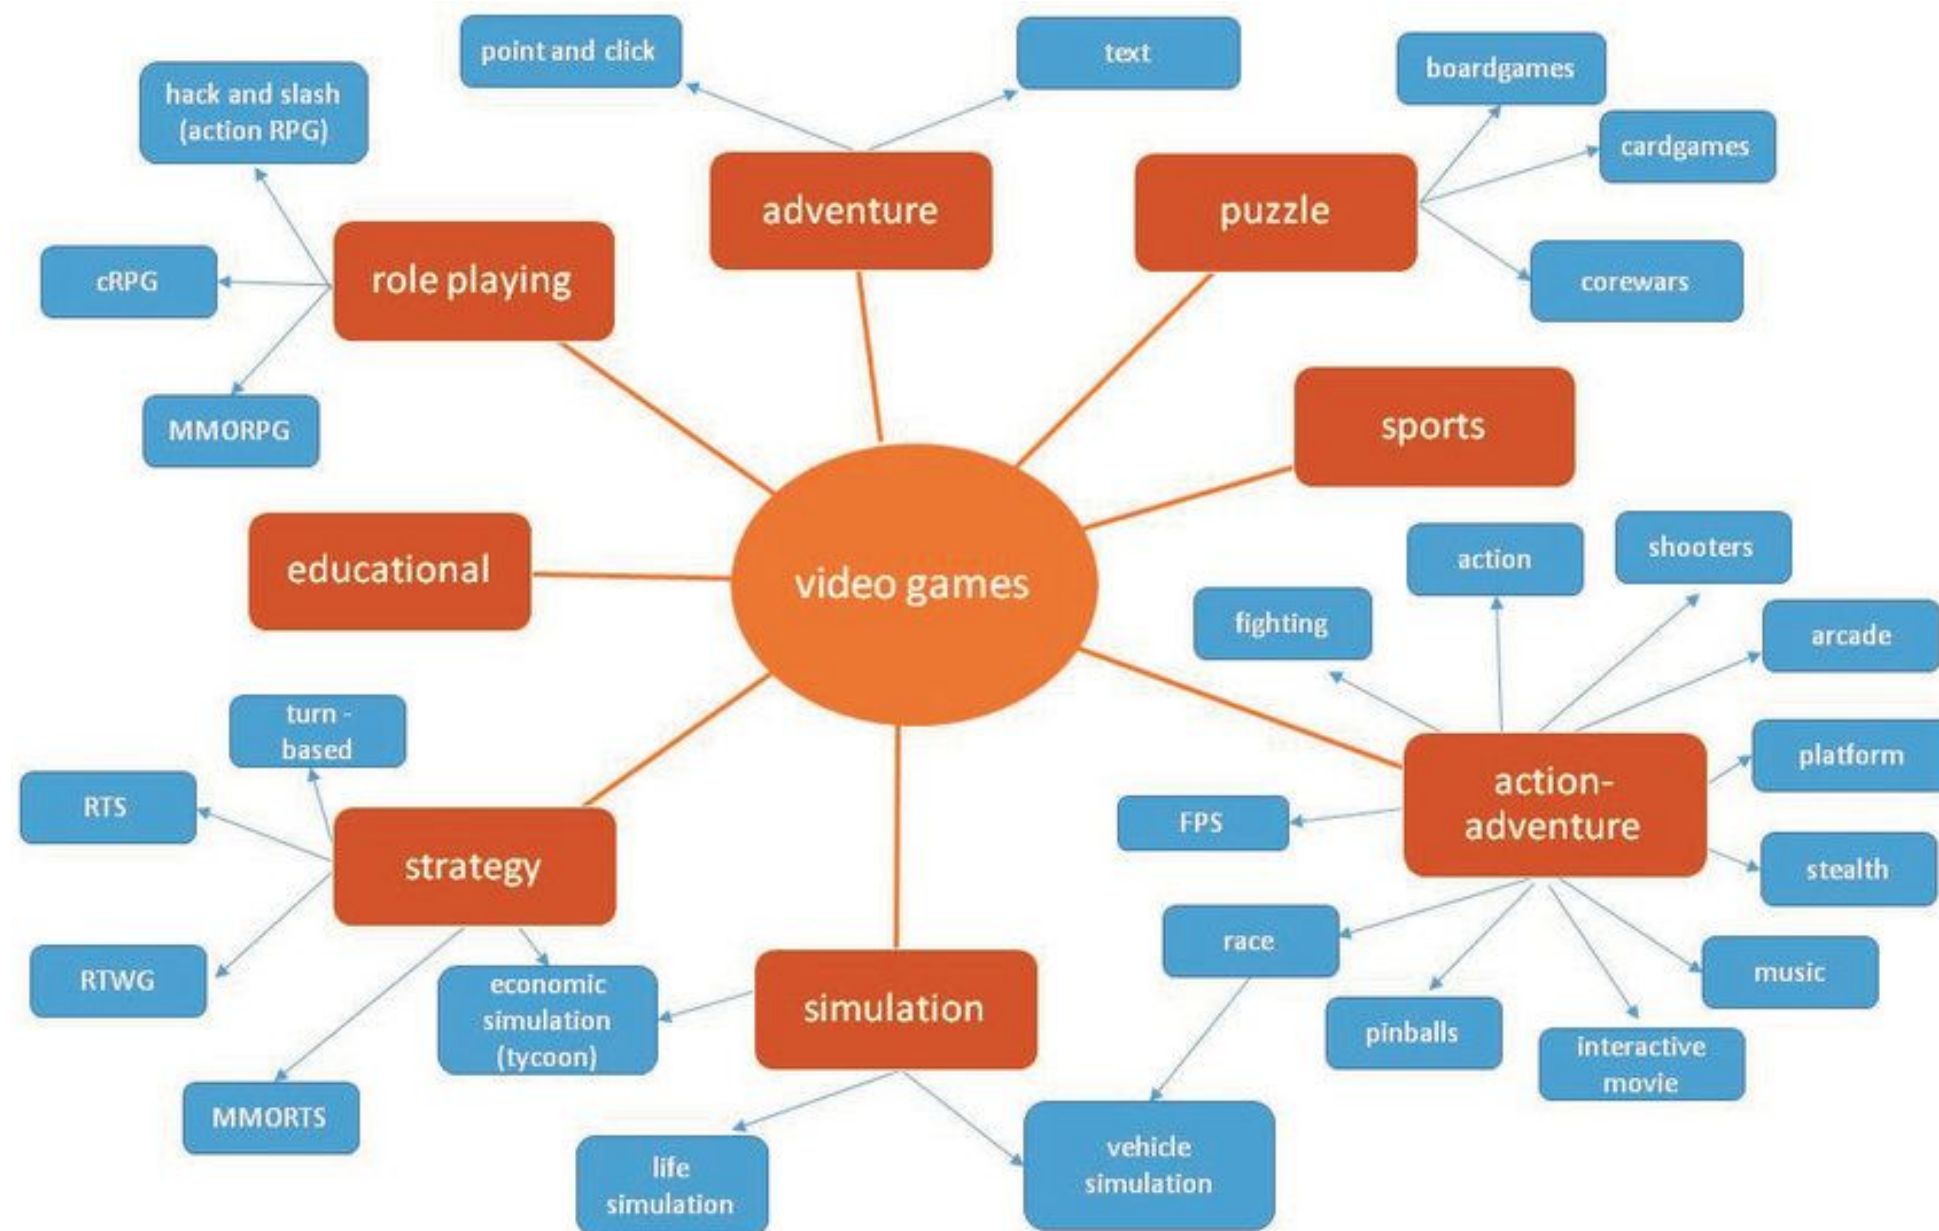 point and click
text
boardgames
hack and slash
(action RPG)
cardgames
adventure
puzzle
role playing
cRPG
corewars
MMORPG
sports
educational
video games
action
shooters
fighting
arcade
turn -
based
RTS
platform
action-
adventure
FPS
strategy
stealth
race
music
RTWG
economic
simulation
(tycoon)
simulation
pinballs
interactive
movie
MMORTS
life
simulation
vehicle
simulation